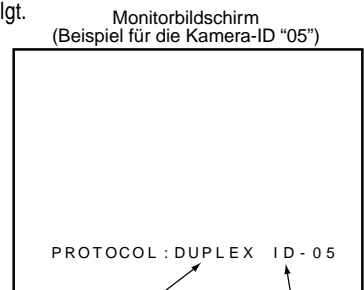 lgt.
Monitorbildschirm
(Beispiel für die Kamera-ID “05”)
PROTOCOL : DUPLEX ID - 05